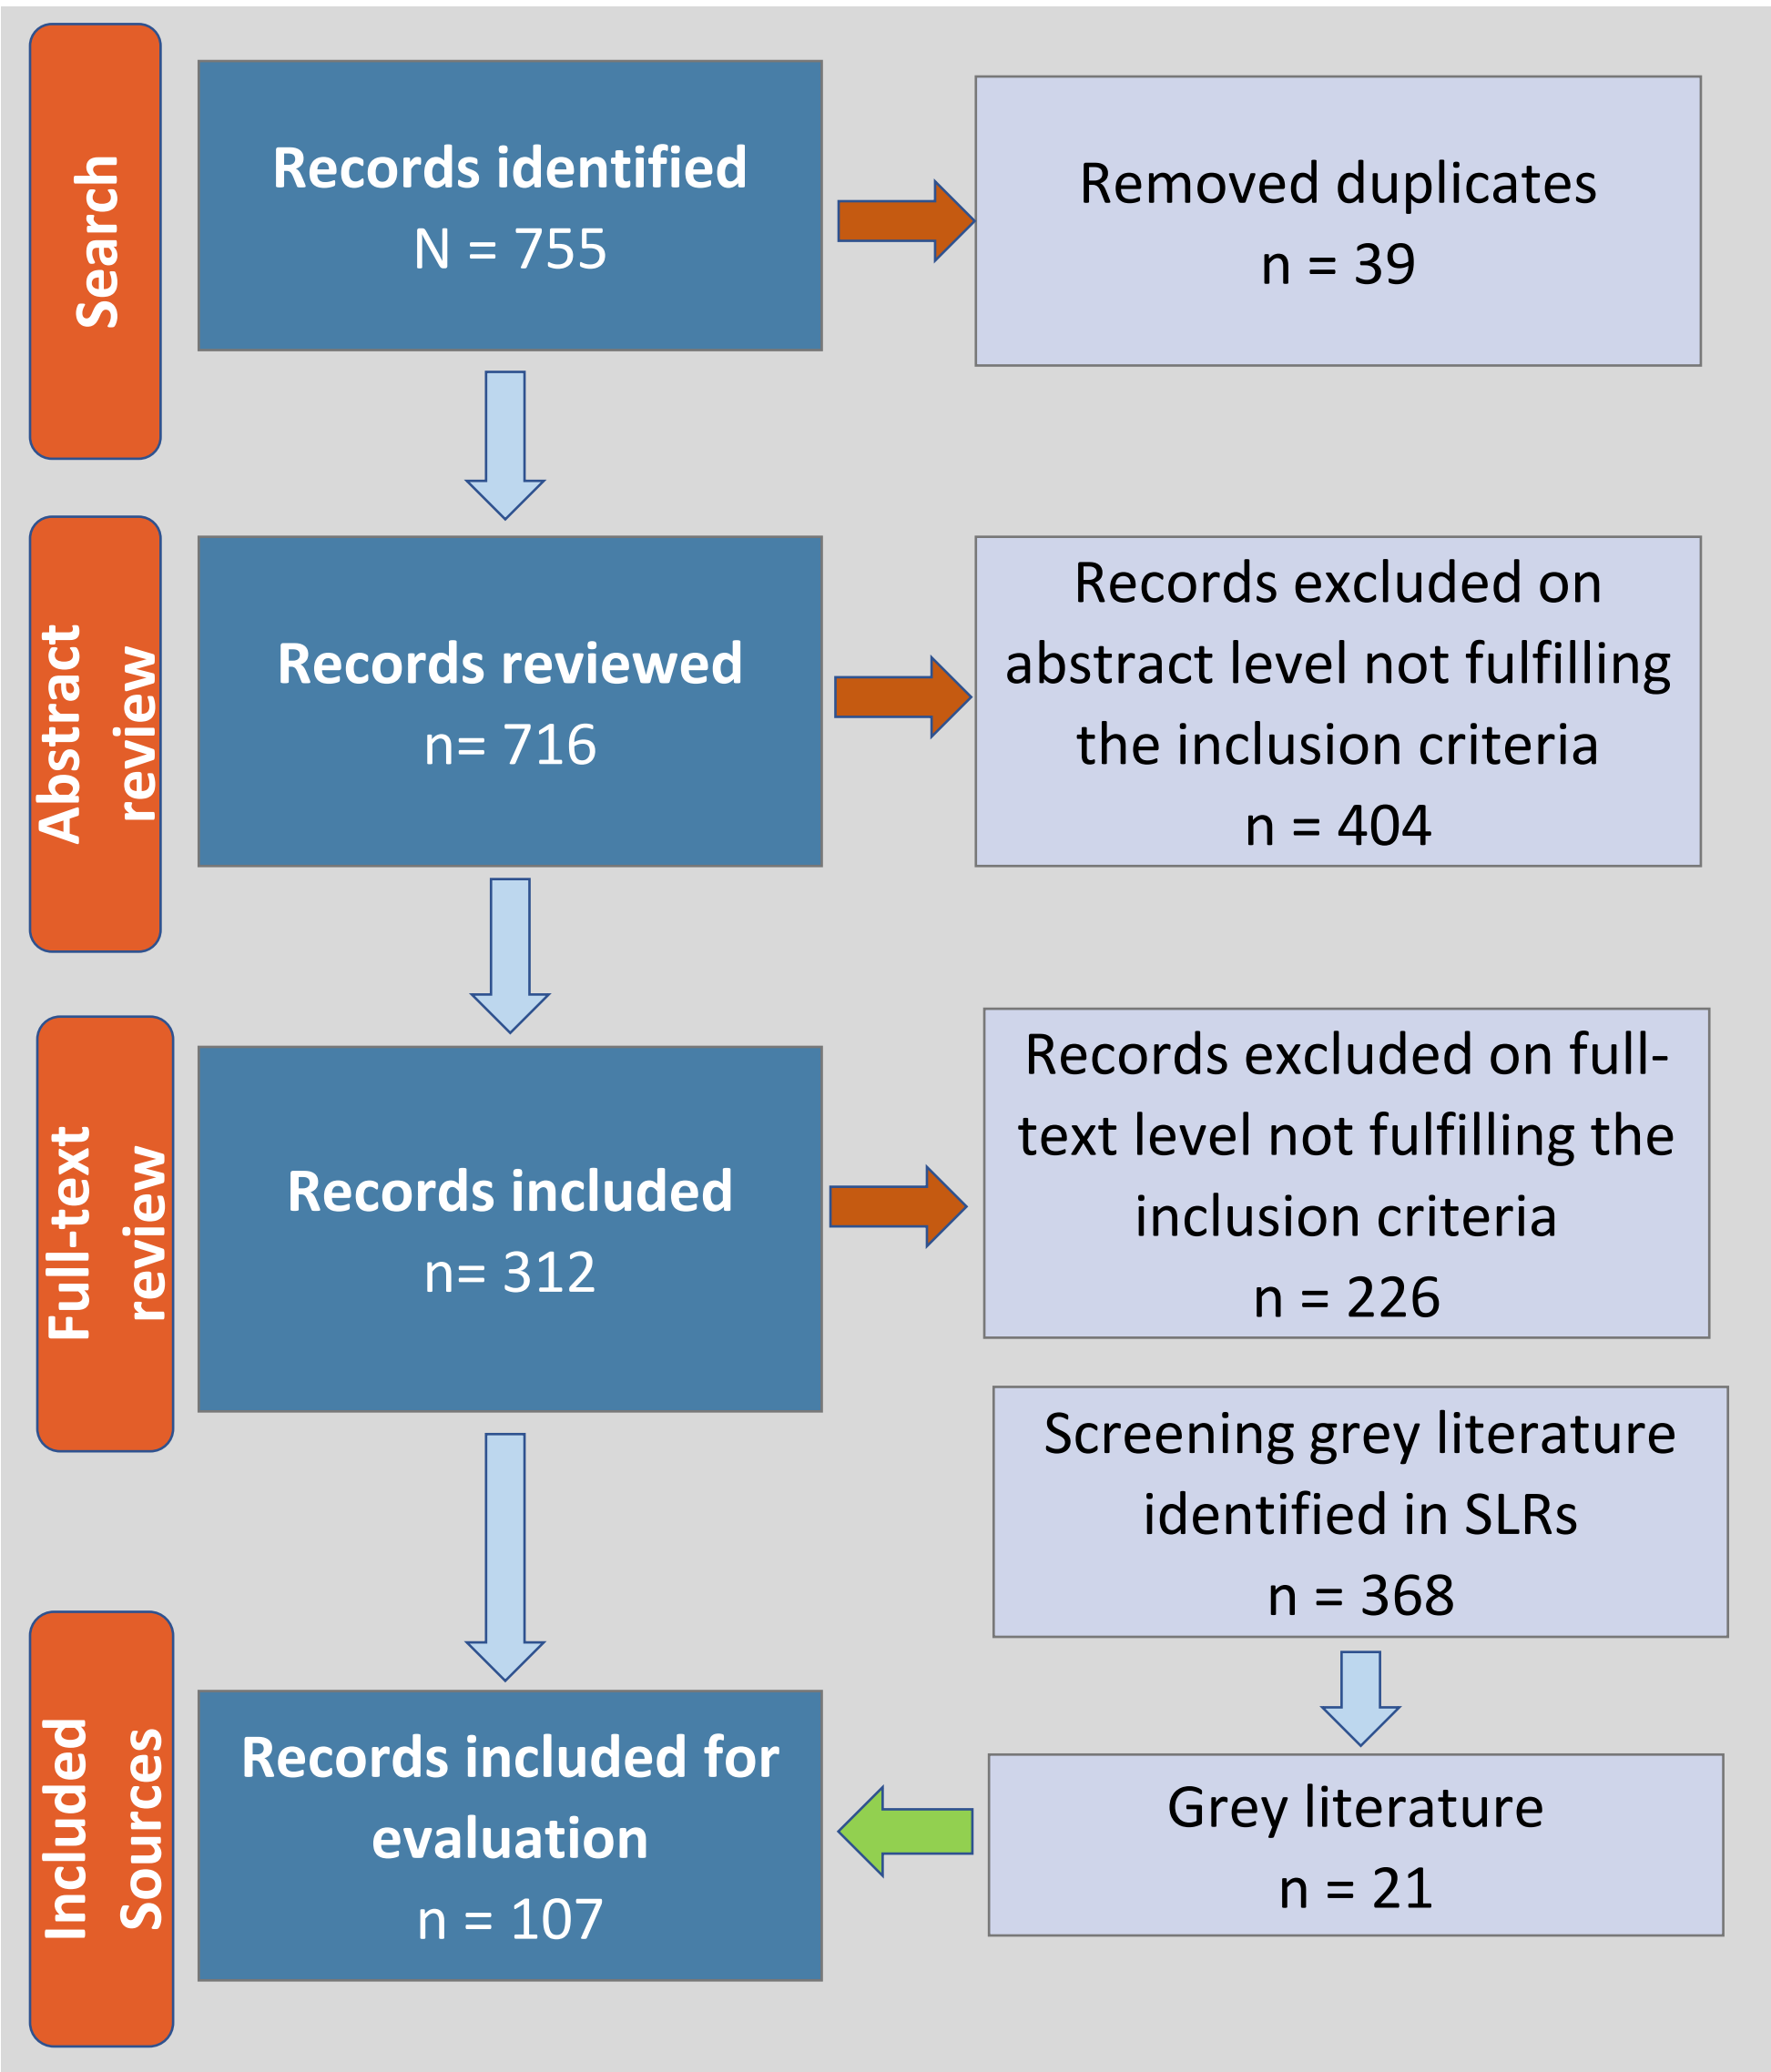 Search
Records identified
N = 755
Removed duplicates
n = 39
Abstract
review
Records reviewed
n= 716
Records excluded on
abstract level not fulfilling
the inclusion criteria
n = 404
Full-text
review
Records included
n= 312
Records excluded on full-
text level not fulfilling the
inclusion criteria
n = 226
Screening grey literature
identified in SLRs
n = 368
Included
Sources
Records included for
evaluation
n = 107
Grey literature
n = 21